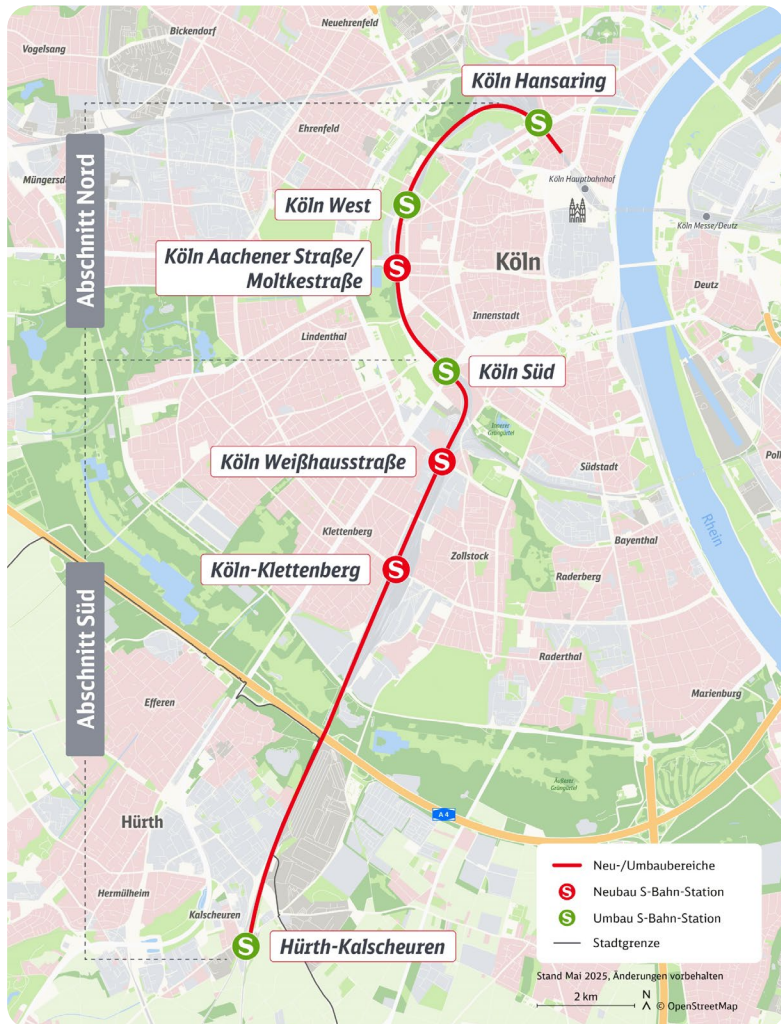 Neuehrenfeld
Bickendorf
Vogelsang
Köln Hansaring
Ehrenfeld
Köln Hauptbahnhof
Abschnitt Nord
Köln West
Köln Messe/Deutz
Köln Aachener Straße/
Moltkestraße
Köln
Deutz
Innenstadt
Lindenthal
Köln Süd
Köln Weißhausstraße
Südstadt
Rhein
Klettenberg
Bayenthal
Zollstock
Köln-Klettenberg
Raderberg
Abschnitt Süd
Raderthal
Marienburg
Efferen
Äußerer
Grüngürtel
A 4
Hürth
Neu-/Umbaubereiche
S Neubau S-Bahn-Station
Hermülheim
S Umbau S-Bahn-Station
Kalscheuren
Stadtgrenze
Hürth-Kalscheuren
Stand Mai 2025, Änderungen vorbehalten
2 km
N
© OpenStreetMap